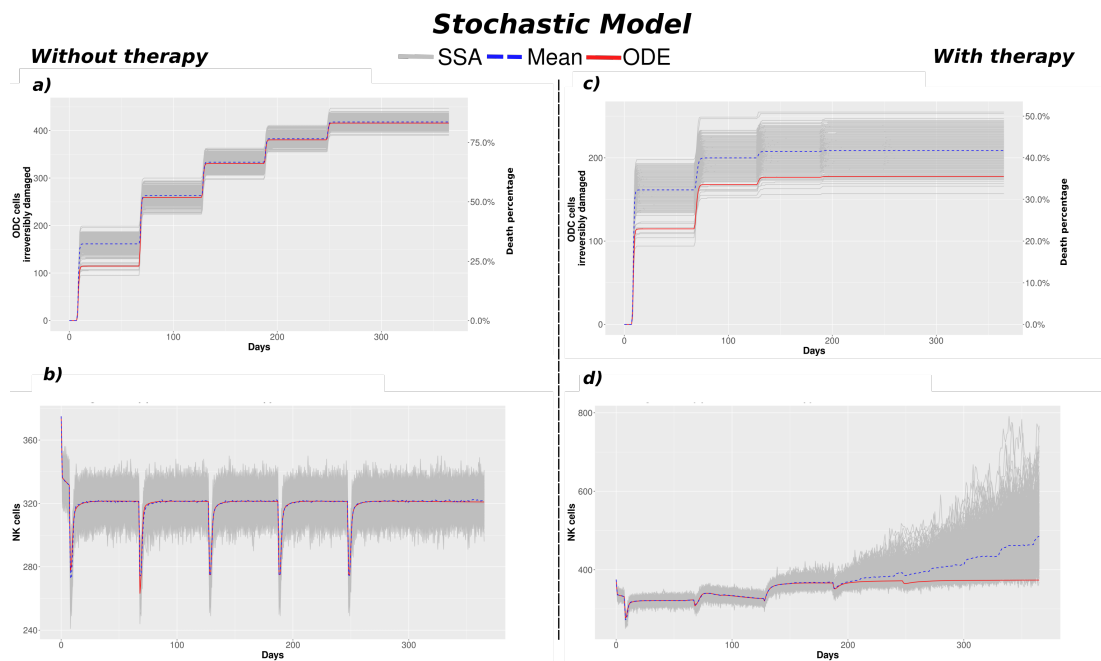 Stochastic Model
Without therapy
SSA Mean ODE
With therapy
a)
400
300
200
100
0
75.0%
50.0%
25.0%
0.0%
0 100 200 300
Days
ODC cells
irreversibly damaged
Death percentage
c)
200
100
0
50.0%
40.0%
30.0%
20.0%
10.0%
0.0%
0 100 200 300
Days
ODC cells
irreversibly damaged
Death percentage
b)
360
320
280
240
0 100 200 300
Days
NK cells
d)
800
600
400
0 100 200 300
Days
NK cells